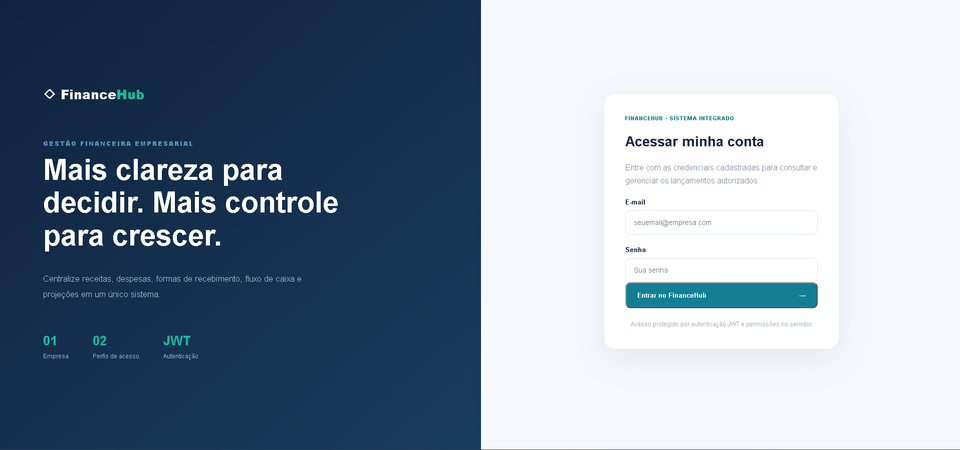 FinanceHub
GESTÃO FINANCEIRA EMPRESARIAL
Mais clareza para
decidir. Mais controle
para crescer.
Centralize receitas, despesas, formas de recebimento, fluxo de caixa e
projeções em um único sistema.
01
Empresa
02
Perfis de acesso
JWT
Autenticação
FINANCEHUB · SISTEMA INTEGRADO
Acessar minha conta
Entre com as credenciais cadastradas para consultar e
gerenciar os lançamentos autorizados.
E-mail
seuemail@empresa.com
Senha
Sua senha
Entrar no FinanceHub →
Acesso protegido por autenticação JWT e permissões no servidor.